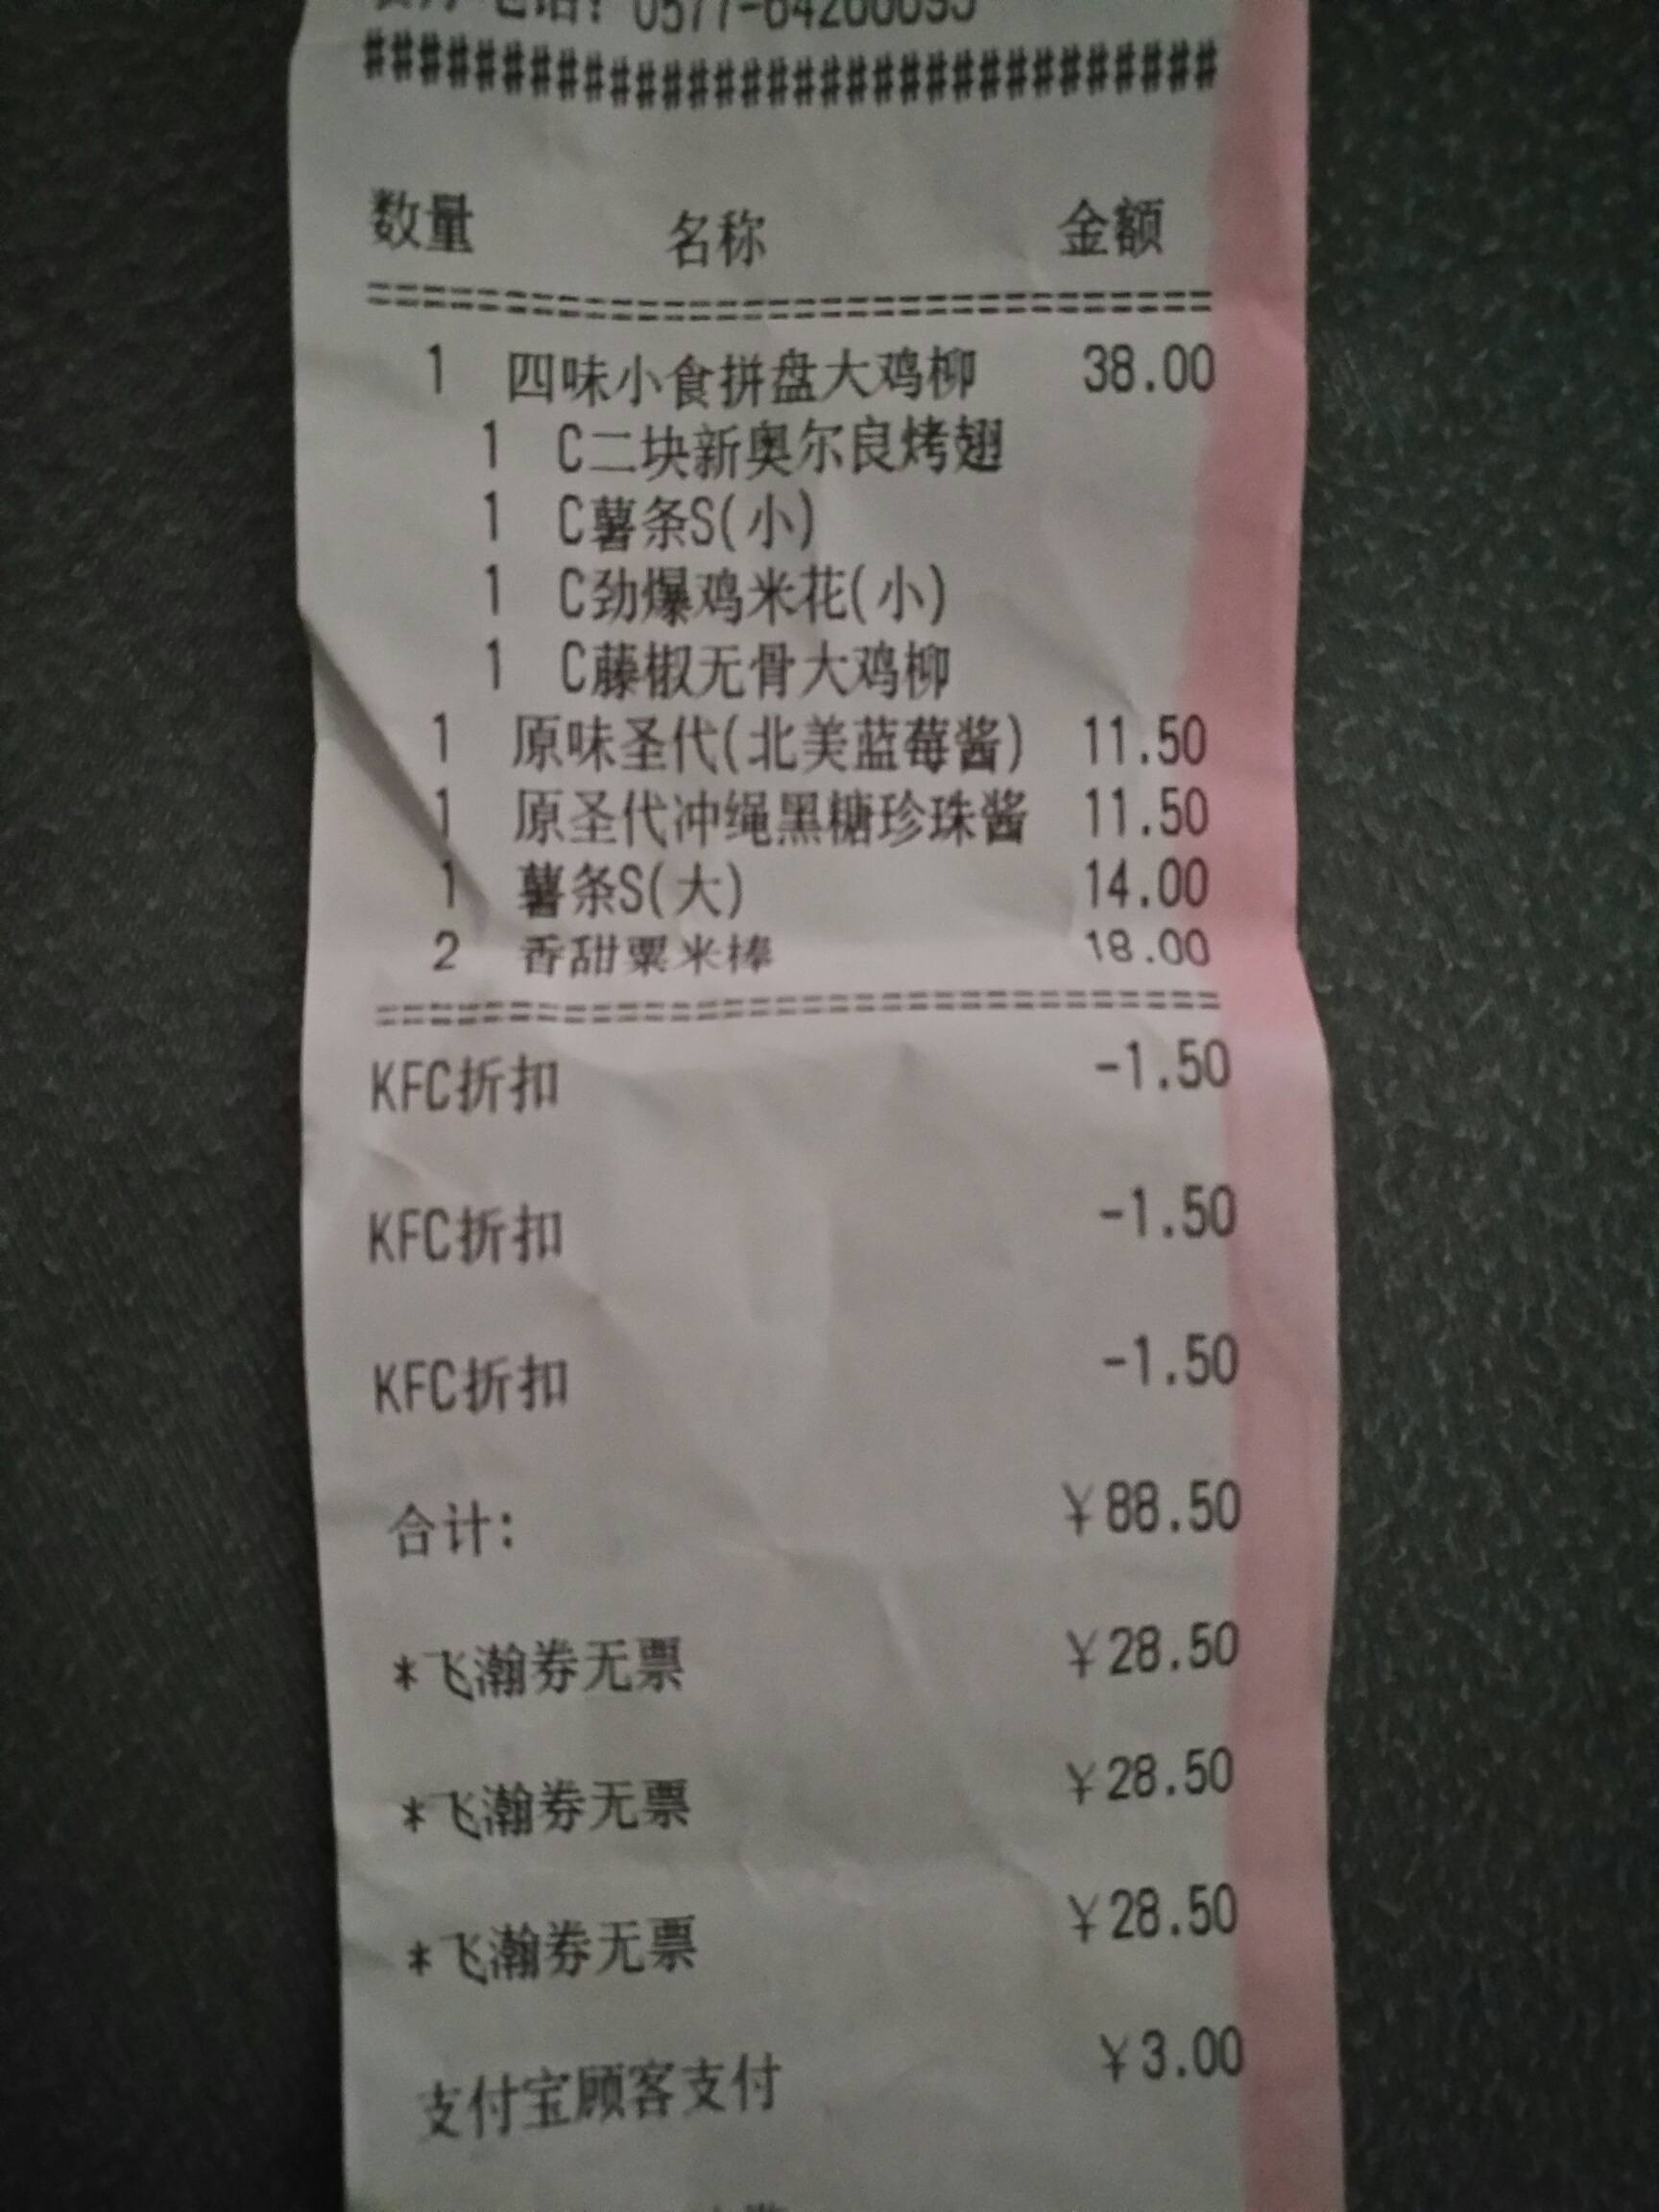 ################################
数量 名称 金额
================================
1 四味小食拼盘大鸡柳 38.00
1 C二块新奥尔良烤翅
1 C薯条S(小)
1 C劲爆鸡米花(小)
1 C藤椒无骨大鸡柳
1 原味圣代(北美蓝莓酱) 11.50
1 原圣代冲绳黑糖珍珠酱 11.50
1 薯条S(大) 14.00
2 香甜粟米棒 18.00
================================
KFC折扣 -1.50
KFC折扣 -1.50
KFC折扣 -1.50
合计: ¥88.50
*飞瀚券无票 ¥28.50
*飞瀚券无票 ¥28.50
*飞瀚券无票 ¥28.50
支付宝顾客支付 ¥3.00